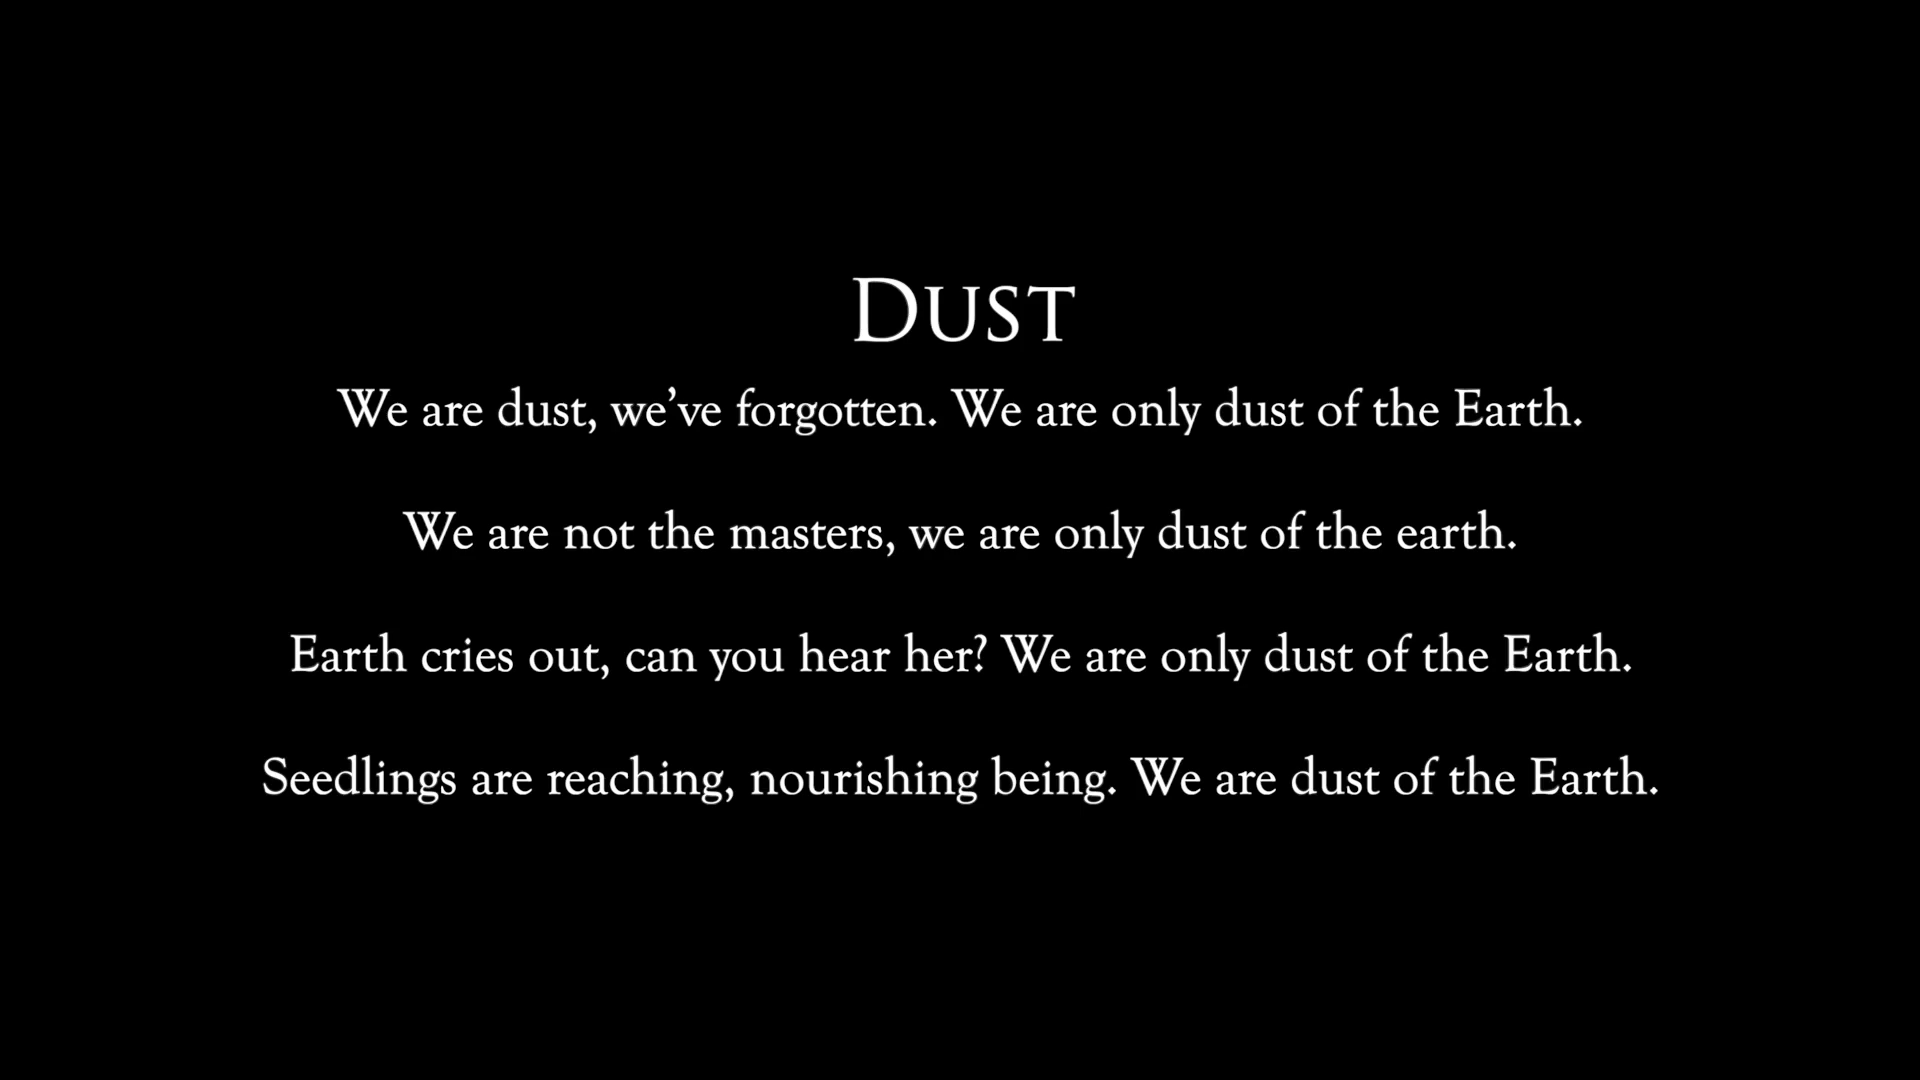 DUST
We are dust, we've forgotten. We are only dust of the Earth.
We are not the masters, we are only dust of the earth.
Earth cries out, can you hear her? We are only dust of the Earth.
Seedlings are reaching, nourishing being. We are dust of the Earth.